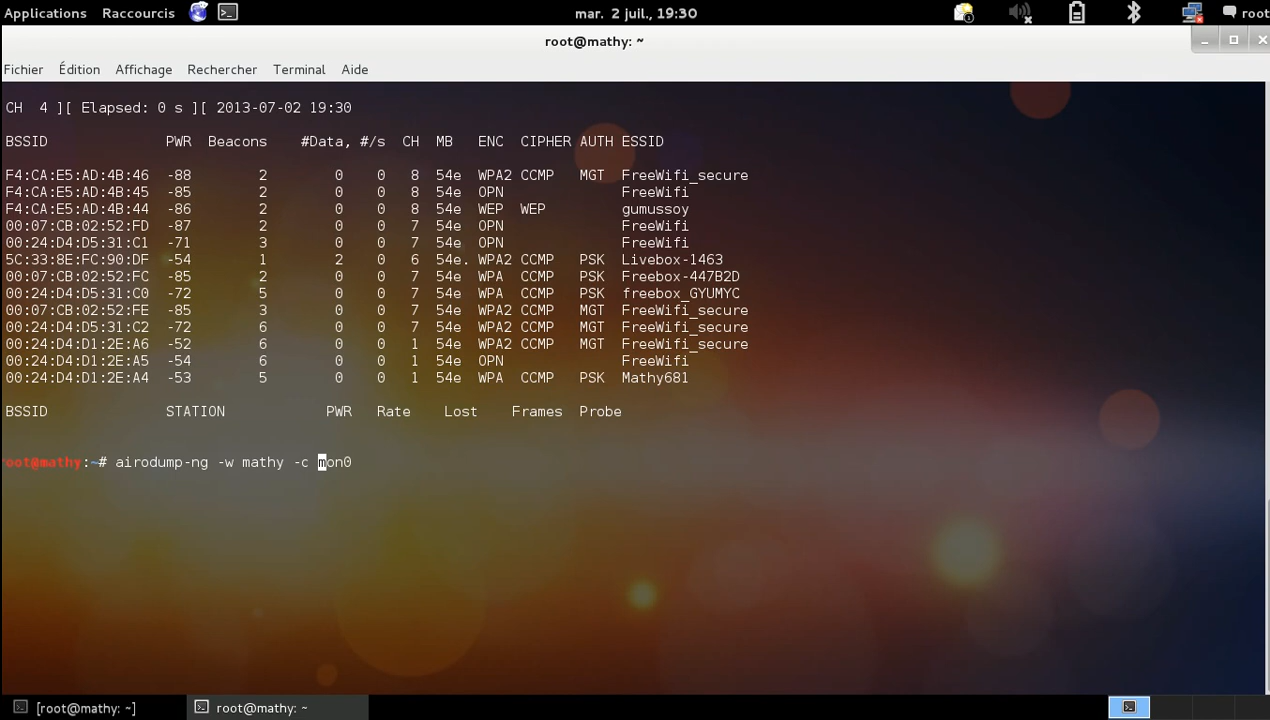 Applications Raccourcis mar. 2 juil., 19:30 1 root
root@mathy: ~
Fichier Édition Affichage Rechercher Terminal Aide
CH 4 ][ Elapsed: 0 s ][ 2013-07-02 19:30
BSSID PWR Beacons #Data, #/s CH MB ENC CIPHER AUTH ESSID
F4:CA:E5:AD:4B:46 -88 2 0 0 8 54e WPA2 CCMP MGT FreeWifi_secure
F4:CA:E5:AD:4B:45 -85 2 0 0 8 54e OPN FreeWifi
F4:CA:E5:AD:4B:44 -86 2 0 0 8 54e WEP WEP gumussoy
00:07:CB:02:52:FD -87 2 0 0 7 54e OPN FreeWifi
00:24:D4:D5:31:C1 -71 3 0 0 7 54e OPN FreeWifi
5C:33:8E:FC:90:DF -54 1 2 0 6 54e. WPA2 CCMP PSK Livebox-1463
00:07:CB:02:52:FC -85 2 0 0 7 54e WPA CCMP PSK Freebox-447B2D
00:24:D4:D5:31:C0 -72 5 0 0 7 54e WPA CCMP PSK freebox_GYUMYC
00:07:CB:02:52:FE -85 3 0 0 7 54e WPA2 CCMP MGT FreeWifi_secure
00:24:D4:D5:31:C2 -72 6 0 0 7 54e WPA2 CCMP MGT FreeWifi_secure
00:24:D4:D1:2E:A6 -52 6 0 0 1 54e WPA2 CCMP MGT FreeWifi_secure
00:24:D4:D1:2E:A5 -54 6 0 0 1 54e OPN FreeWifi
00:24:D4:D1:2E:A4 -53 5 0 0 1 54e WPA CCMP PSK Mathy681
BSSID STATION PWR Rate Lost Frames Probe
root@mathy:~# airodump-ng -w mathy -c mon0
[root@mathy: ~] root@mathy: ~